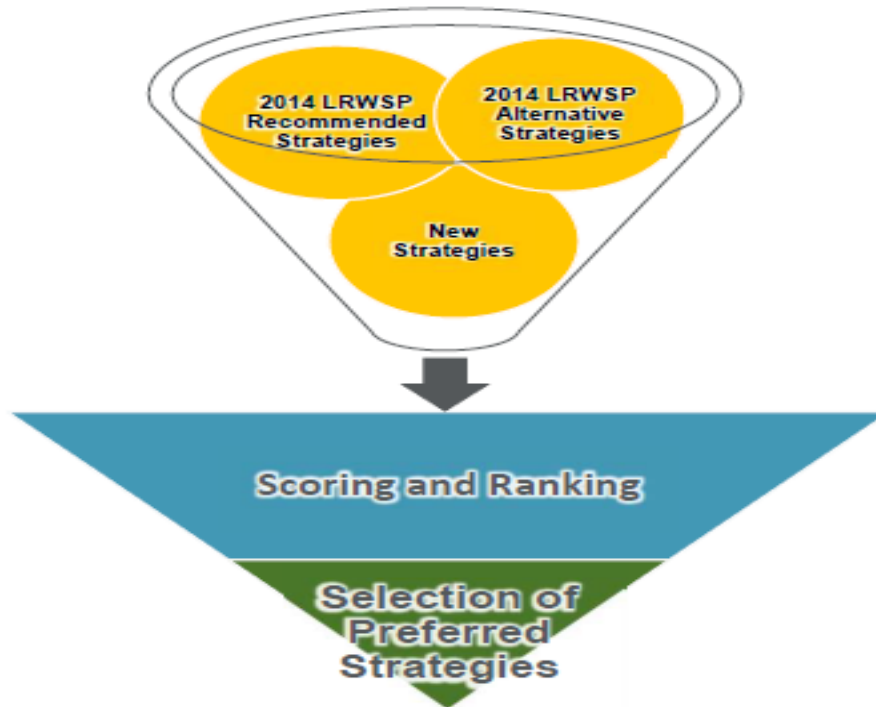 2014 LRWSP
Recommended
Strategies
2014 LRWSP
Alternative
Strategies
New
Strategies
Scoring and Ranking
Selection of
Preferred
Strategies